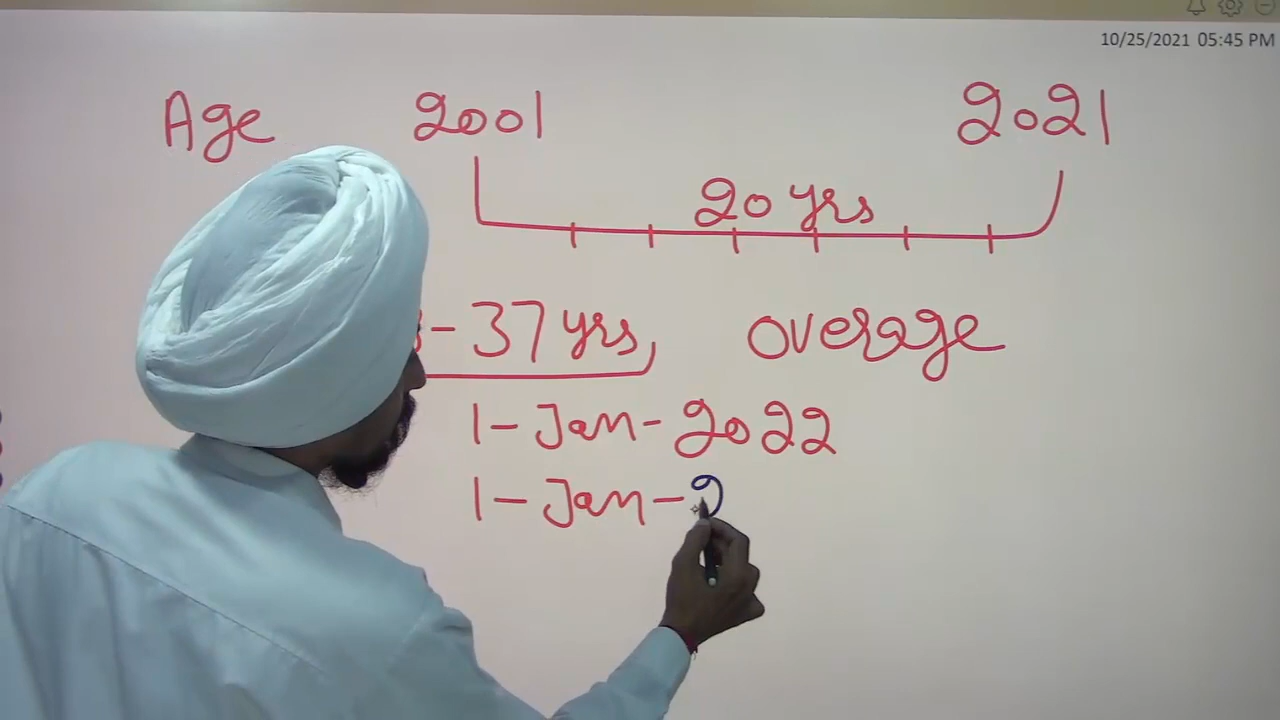 10/25/2021 05:45 PM
Age 2001 2021
20 yrs
- 37 yrs, overage
1- Jan- 2022
1- Jan- 2